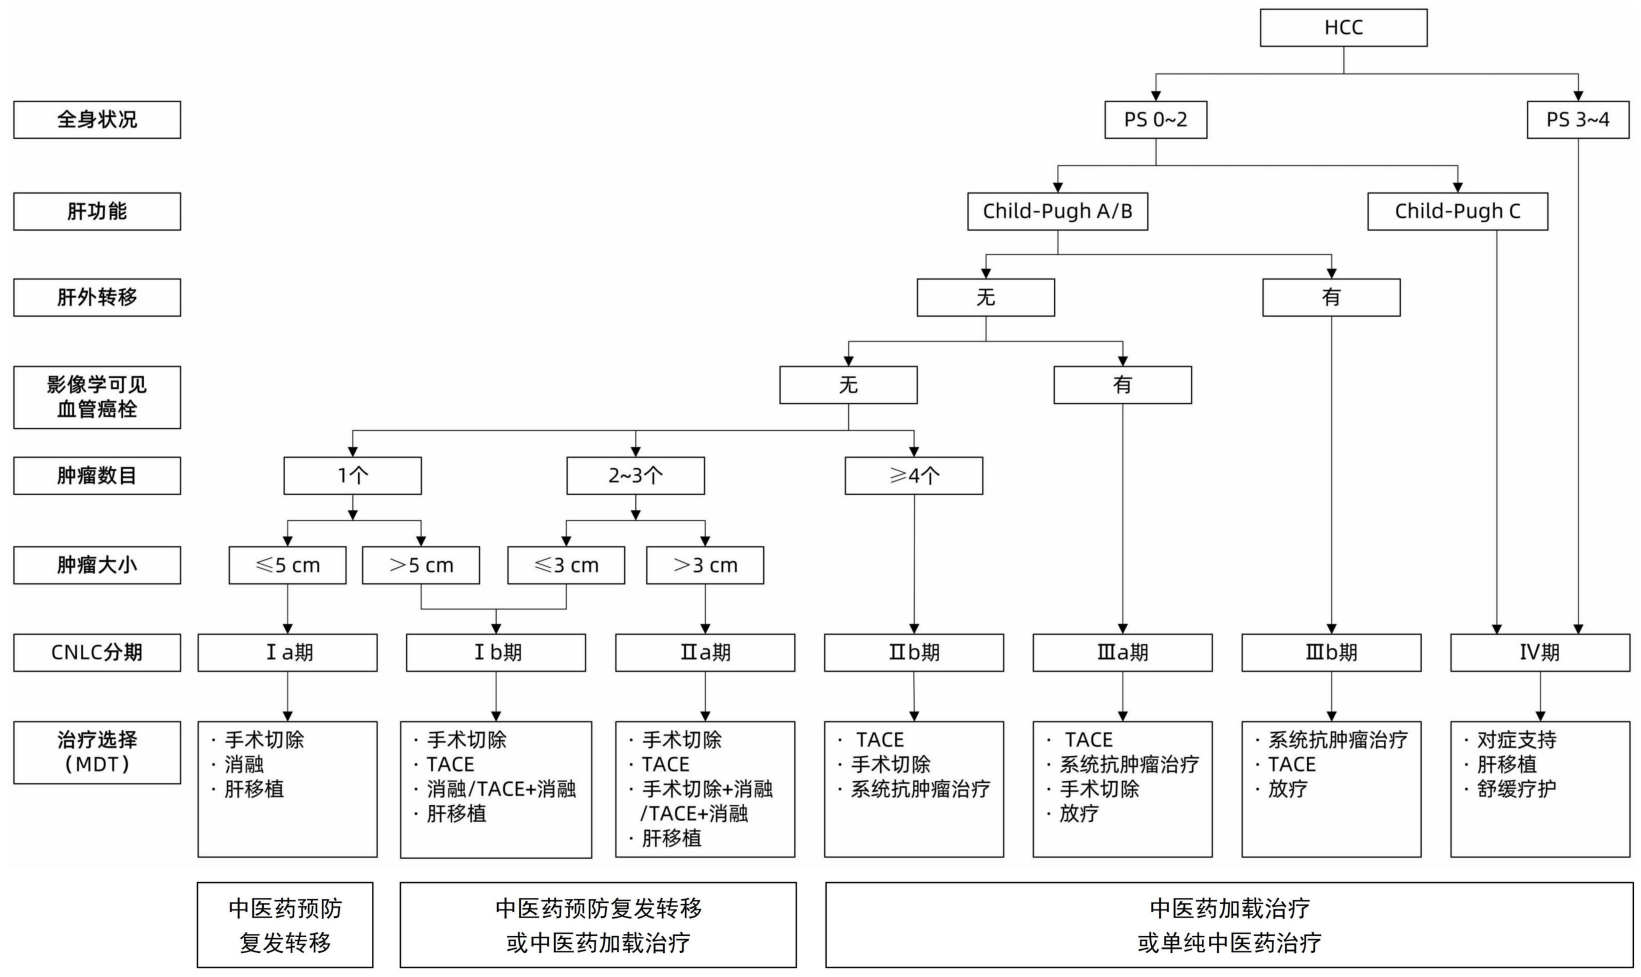 HCC
全身状况
PS 0~2
PS 3~4
肝功能
Child-Pugh A/B
Child-Pugh C
肝外转移
无
有
影像学可见
血管癌栓
无
有
肿瘤数目
1个
2~3个
≥4个
肿瘤大小
≤5 cm
>5 cm
≤3 cm
>3 cm
CNLC分期
Ⅰa期
Ⅰb期
Ⅱa期
Ⅱb期
Ⅲa期
Ⅲb期
Ⅳ期
治疗选择
(MDT)
· 手术切除
· 消融
· 肝移植
· 手术切除
· TACE
· 消融/TACE+消融
· 肝移植
· 手术切除
· TACE
· 手术切除+消融
/TACE+消融
· 肝移植
· TACE
· 手术切除
· 系统抗肿瘤治疗
· TACE
· 系统抗肿瘤治疗
· 手术切除
· 放疗
· 系统抗肿瘤治疗
· TACE
· 放疗
· 对症支持
· 肝移植
· 舒缓疗护
中医药预防
复发转移
中医药预防复发转移
或中医药加载治疗
中医药加载治疗
或单纯中医药治疗